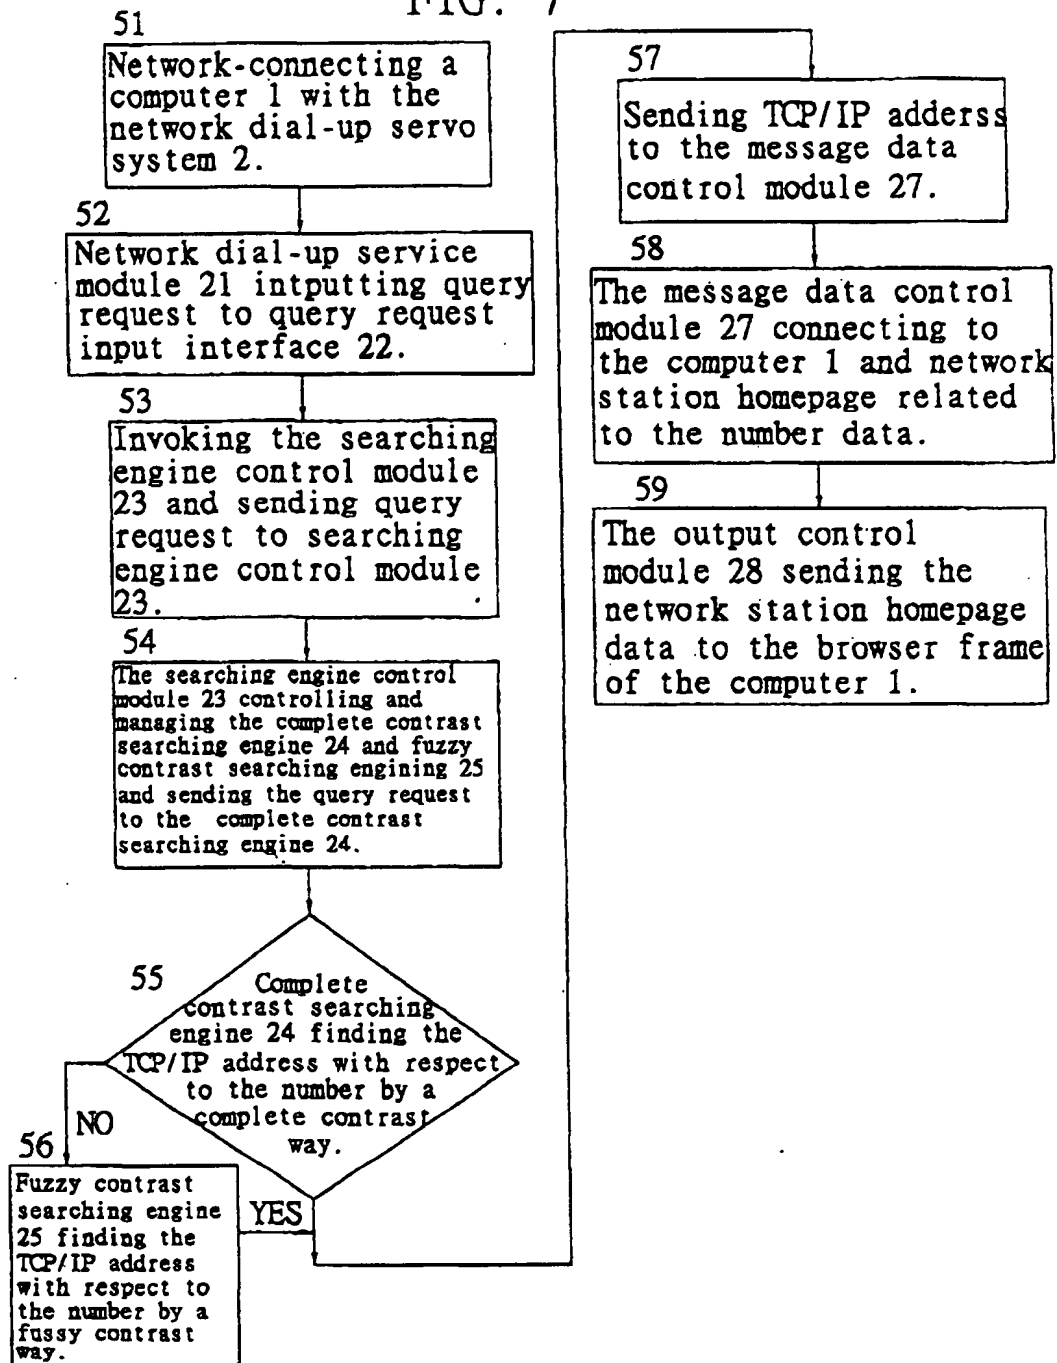 FIG. 7
51
Network-connecting a
computer 1 with the
network dial-up servo
system 2.
52
Network dial-up service
module 21 intputting query
request to query request
input interface 22.
53
Invoking the searching
engine control module
23 and sending query
request to searching
engine control module
23.
54
The searching engine control
module 23 controlling and
managing the complete contrast
searching engine 24 and fuzzy
contrast searching engining 25
and sending the query request
to the complete contrast
searching engine 24.
55
Complete
contrast searching
engine 24 finding the
TCP/IP address with respect
to the number by a
complete contrast
way.
NO
YES
56
Fuzzy contrast
searching engine
25 finding the
TCP/IP address
with respect to
the number by a
fussy contrast
way.
57
Sending TCP/IP adderss
to the message data
control module 27.
58
The message data control
module 27 connecting to
the computer 1 and network
station homepage related
to the number data.
59
The output control
module 28 sending the
network station homepage
data to the browser frame
of the computer 1.